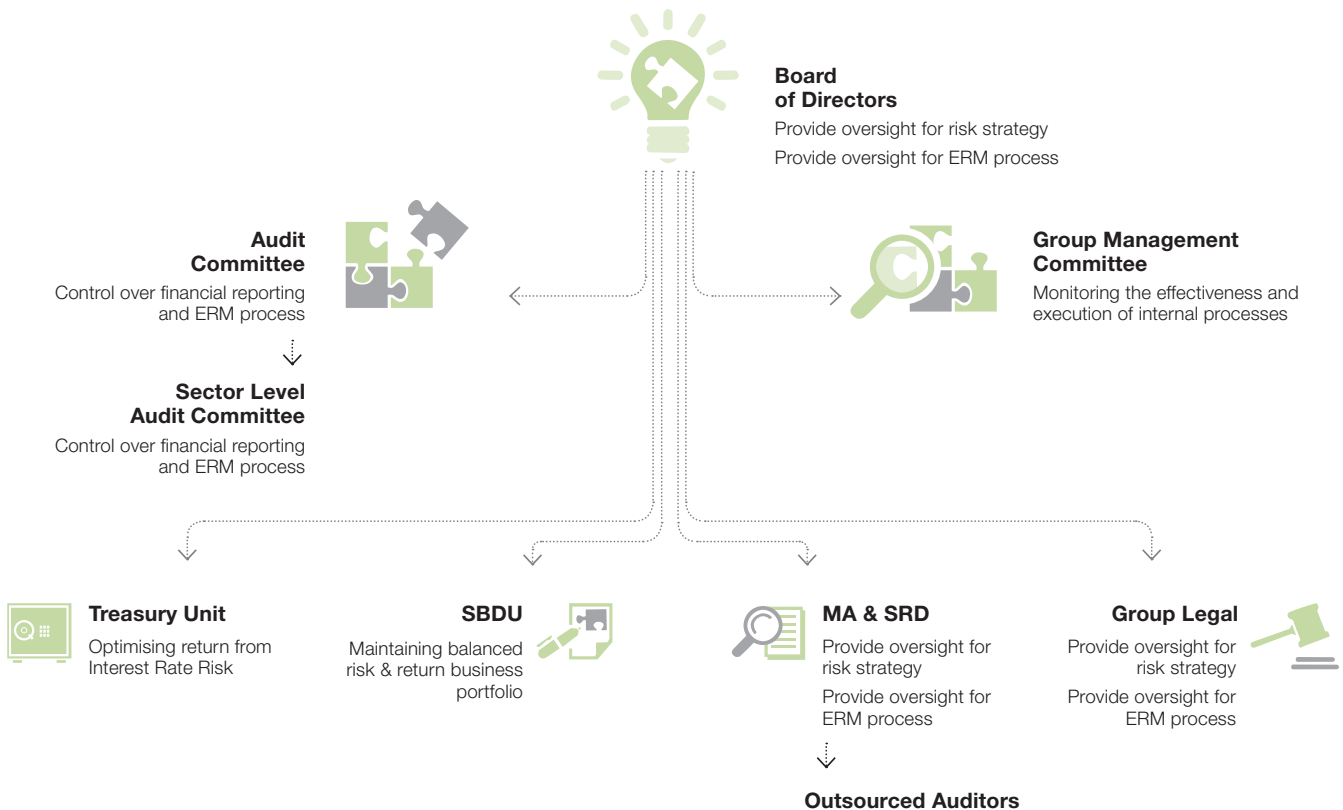 Board
of Directors
Provide oversight for risk strategy
Provide oversight for ERM process
Audit
Committee
Control over financial reporting
and ERM process
Group Management
Committee
Monitoring the effectiveness and
execution of internal processes
Sector Level
Audit Committee
Control over financial reporting
and ERM process
Treasury Unit
Optimising return from
Interest Rate Risk
SBDU
Maintaining balanced
risk & return business
portfolio
MA & SRD
Provide oversight for
risk strategy
Provide oversight for
ERM process
Group Legal
Provide oversight for
risk strategy
Provide oversight for
ERM process
Outsourced Auditors